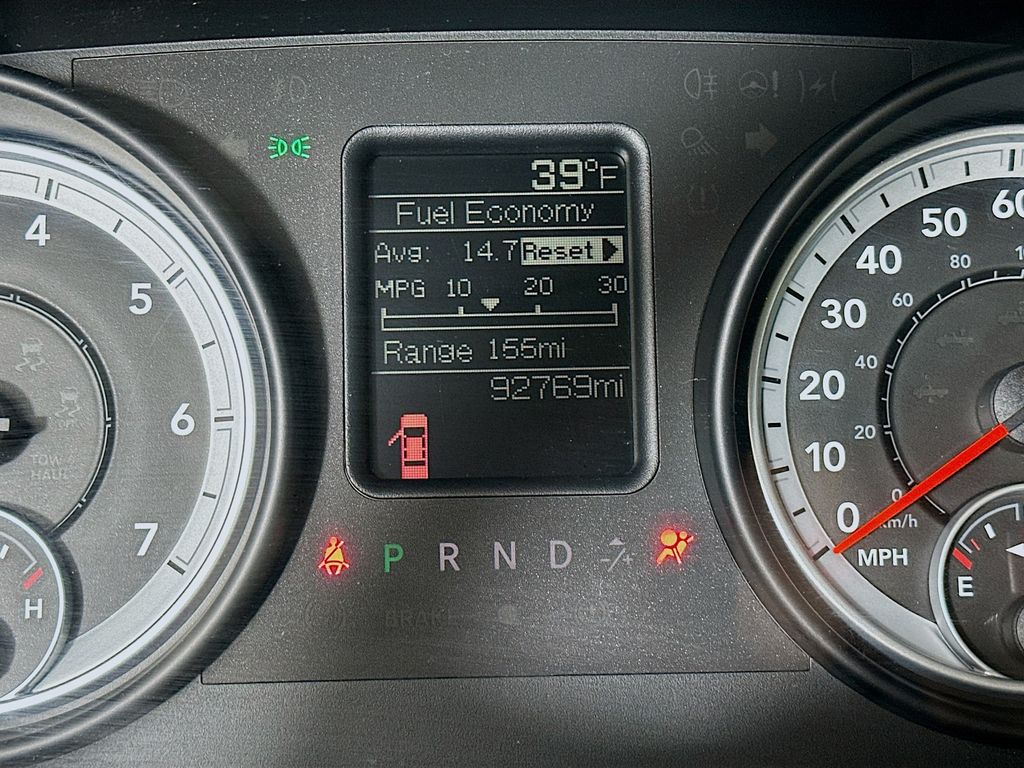 39°F
Fuel Economy
Avg: 14.7 Reset
MPG 10 20 30
Range 155mi
92769mi
4
5
6
7
H
TOW
HAUL
P R N D
BRAKE
0
10
20
30
40
50
60
MPH
0
20
40
60
80
km/h
E